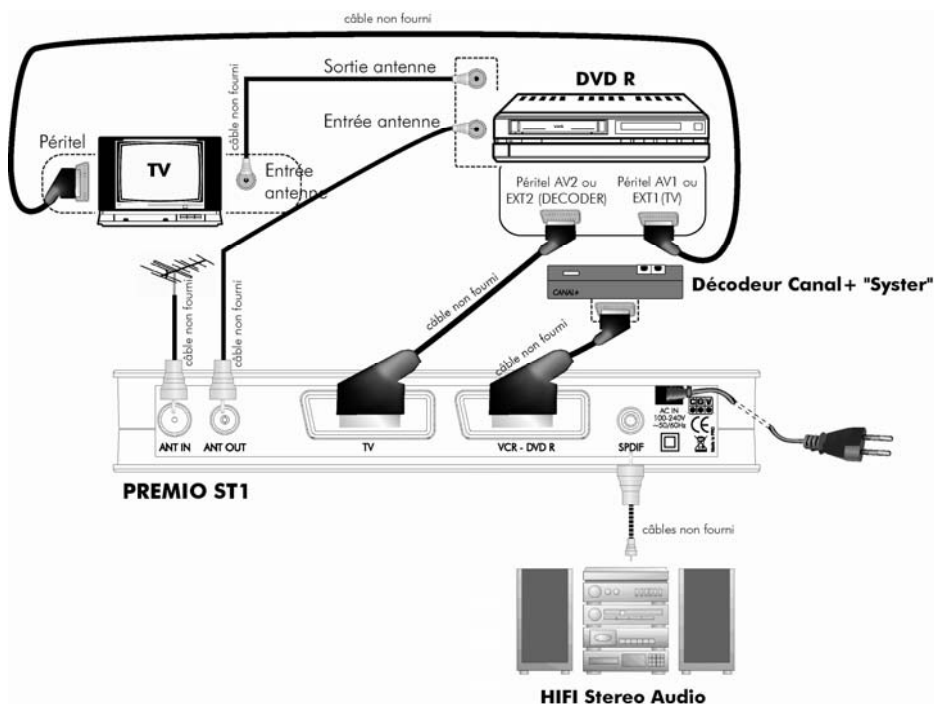 câble non fourni
Sortie antenne
câble non fourni
DVD R
Entrée antenne
Péritel
TV
Entrée
antenne
Péritel AV2 ou
EXT2 (DECODER)
Péritel AV1 ou
EXT1(TV)
câble non fourni
câble non fourni
câble non fourni
CANAL+
Décodeur Canal+ "Syster"
câble non fourni
ANT IN
ANT OUT
TV
VCR - DVD R
SPDIF
AC IN
100-240V
~50/60Hz
CE
PREMIO ST1
câbles non fourni
HIFI Stereo Audio